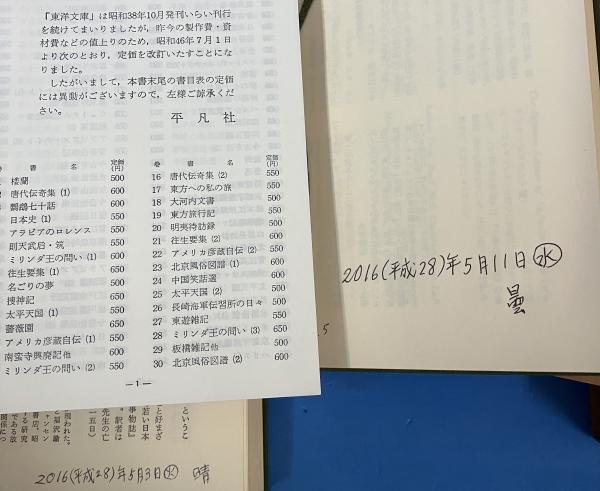 「東洋文庫」は昭和38年10月発刊いらい刊行
を続けてまいりましたが，昨今の製作費・資
材費などの値上りのため，昭和46年7月1日
より次のとおり，定価を改訂いたすことにな
りました。
したがいまして，本書末尾の書目表の定価
には異動がございますので，左様ご諒承くだ
さい。
平凡社
巻 書名 定価(円)
楼蘭 500
2 唐代伝奇集 (1) 600
3 鸚鵡七十話 600
日本史 (1) 550
アラビアのロレンス 550
則天武后・筑 550
ミリンダ王の問い (1) 600
往生要集 (1) 650
名ごりの夢 500
捜神記 650
太平天国 (1) 550
薔薇園 650
アメリカ彦蔵自伝 (1) 550
南蛮寺興廃記他 600
ミリンダ王の問い (2) 550
巻 書名 定価(円)
16 唐代伝奇集 (2) 550
17 東方への私の旅 550
18 大河内文書 500
19 東方旅行記 550
20 明夷待訪録 500
21 往生要集 (2) 600
22 アメリカ彦蔵自伝 (2) 550
23 北京風俗図譜 (1) 600
24 中国笑話選 600
25 太平天国 (2) 550
26 長崎海軍伝習所の日々 550
27 東遊雑記 550
28 ミリンダ王の問い (3) 650
29 板橋雑記他 550
30 北京風俗図譜 (2) 600
—1—
2016(平成28)年5月11日㊌
曇
.5
2016(平成28)年5月3日㊋ 晴